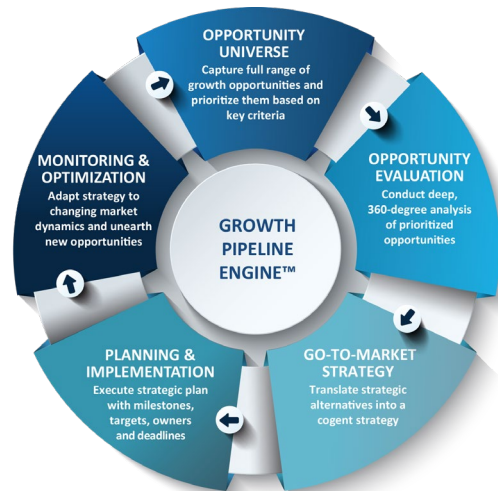 OPPORTUNITY
UNIVERSE
Capture full range of
growth opportunities and
prioritize them based on
key criteria
OPPORTUNITY
EVALUATION
Conduct deep,
360-degree analysis
of prioritized
opportunities
GO-TO-MARKET
STRATEGY
Translate strategic
alternatives into a
cogent strategy
PLANNING &
IMPLEMENTATION
Execute strategic plan
with milestones,
targets, owners
and deadlines
MONITORING &
OPTIMIZATION
Adapt strategy to
changing market
dynamics and unearth
new opportunities
GROWTH
PIPELINE
ENGINE™